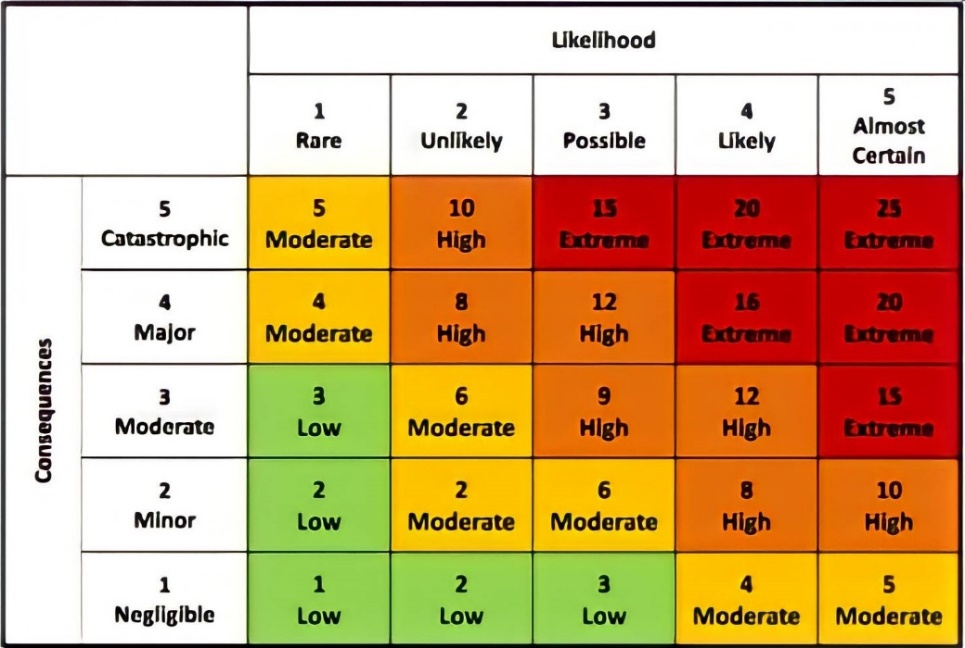 Likelihood
1
Rare
2
Unlikely
3
Possible
4
Likely
5
Almost
Certain
Consequences
5
Catastrophic
5
Moderate
10
High
15
Extreme
20
Extreme
25
Extreme
4
Major
4
Moderate
8
High
12
High
16
Extreme
20
Extreme
3
Moderate
3
Low
6
Moderate
9
High
12
High
15
Extreme
2
Minor
2
Low
2
Moderate
6
Moderate
8
High
10
High
1
Negligible
1
Low
2
Low
3
Low
4
Moderate
5
Moderate